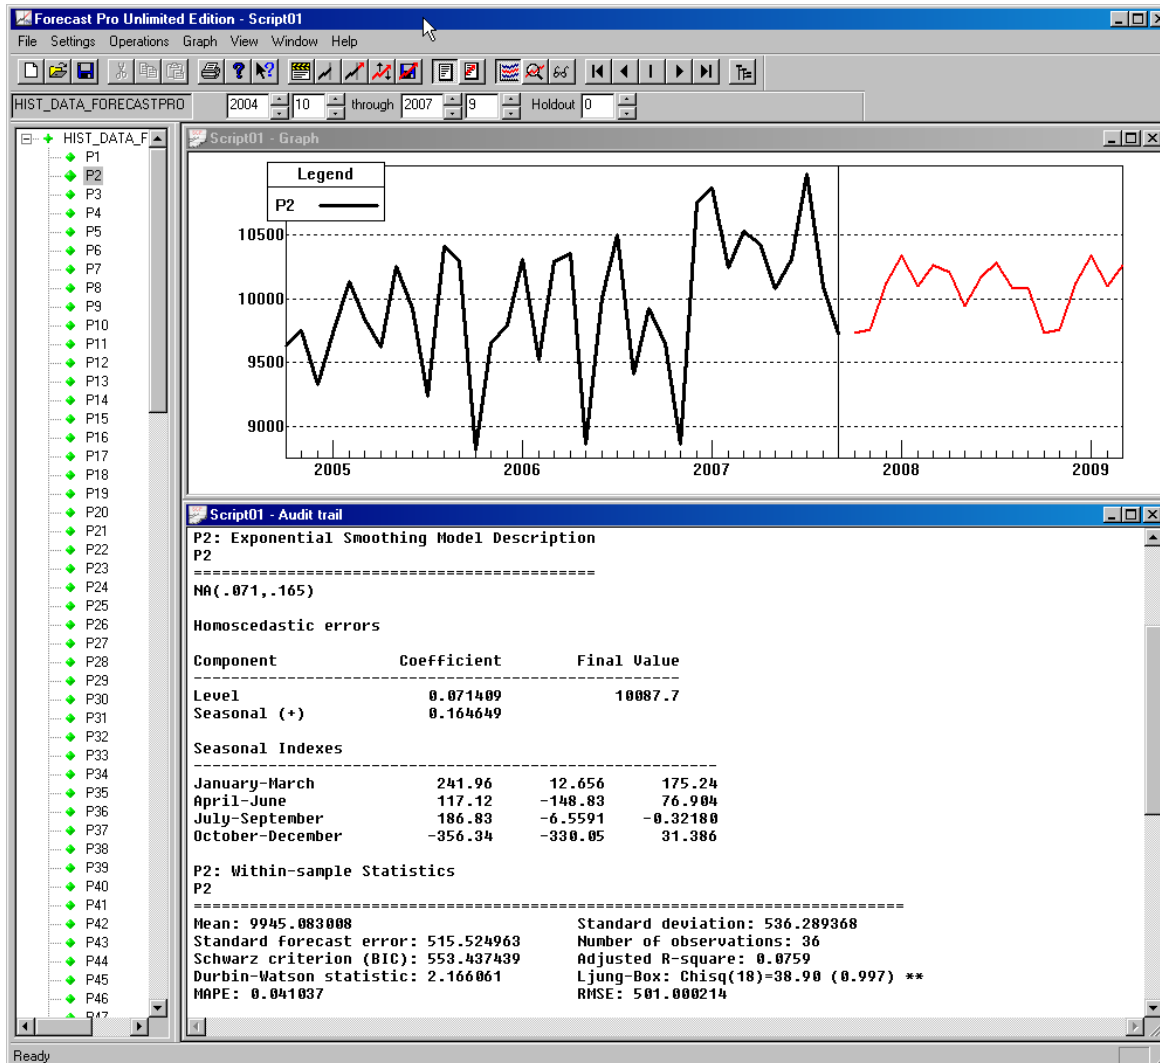 Forecast Pro Unlimited Edition - Script01
File Settings Operations Graph View Window Help
HIST_DATA_FORECASTPRO 2004 10 through 2007 9 Holdout 0
HIST_DATA_F
P1
P2
P3
P4
P5
P6
P7
P8
P9
P10
P11
P12
P13
P14
P15
P16
P17
P18
P19
P20
P21
P22
P23
P24
P25
P26
P27
P28
P29
P30
P31
P32
P33
P34
P35
P36
P37
P38
P39
P40
P41
P42
P43
P44
P45
P46
P47
Script01 - Graph
Legend
P2
10500
10000
9500
9000
2005 2006 2007 2008 2009
Script01 - Audit trail
P2: Exponential Smoothing Model Description
P2
===========================================
NA(.071,.165)
Homoscedastic errors
Component Coefficient Final Value
----------------------------------------------------
Level 0.071409 10087.7
Seasonal (+) 0.164649
Seasonal Indexes
--------------------------------------------------------
January-March 241.96 12.656 175.24
April-June 117.12 -148.83 76.904
July-September 186.83 -6.5591 -0.32180
October-December -356.34 -330.05 31.386
P2: Within-sample Statistics
P2
============================================================================
Mean: 9945.083008 Standard deviation: 536.289368
Standard forecast error: 515.524963 Number of observations: 36
Schwarz criterion (BIC): 553.437439 Adjusted R-square: 0.0759
Durbin-Watson statistic: 2.166061 Ljung-Box: Chisq(18)=38.90 (0.997) **
MAPE: 0.041037 RMSE: 501.000214
Ready